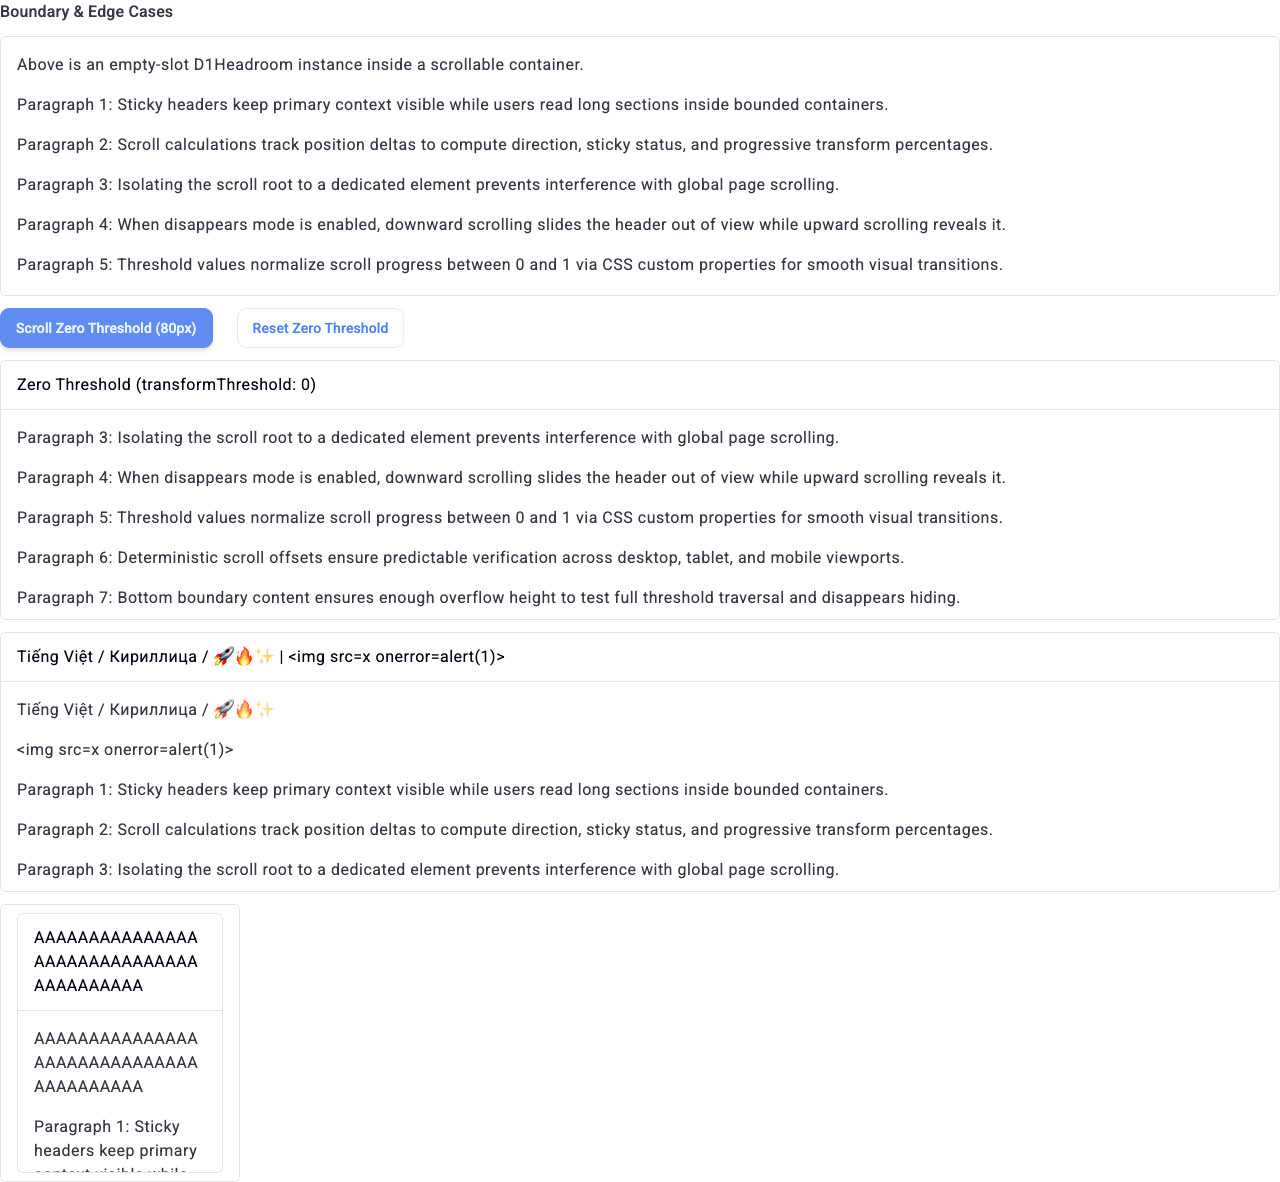 Boundary & Edge Cases
Above is an empty-slot D1Headroom instance inside a scrollable container.
Paragraph 1: Sticky headers keep primary context visible while users read long sections inside bounded containers.
Paragraph 2: Scroll calculations track position deltas to compute direction, sticky status, and progressive transform percentages.
Paragraph 3: Isolating the scroll root to a dedicated element prevents interference with global page scrolling.
Paragraph 4: When disappears mode is enabled, downward scrolling slides the header out of view while upward scrolling reveals it.
Paragraph 5: Threshold values normalize scroll progress between 0 and 1 via CSS custom properties for smooth visual transitions.
Scroll Zero Threshold (80px)
Reset Zero Threshold
Zero Threshold (transformThreshold: 0)
Paragraph 3: Isolating the scroll root to a dedicated element prevents interference with global page scrolling.
Paragraph 4: When disappears mode is enabled, downward scrolling slides the header out of view while upward scrolling reveals it.
Paragraph 5: Threshold values normalize scroll progress between 0 and 1 via CSS custom properties for smooth visual transitions.
Paragraph 6: Deterministic scroll offsets ensure predictable verification across desktop, tablet, and mobile viewports.
Paragraph 7: Bottom boundary content ensures enough overflow height to test full threshold traversal and disappears hiding.
Tiếng Việt / Кириллица / 🚀🔥✨ | <img src=x onerror=alert(1)>
Tiếng Việt / Кириллица / 🚀🔥✨
<img src=x onerror=alert(1)>
Paragraph 1: Sticky headers keep primary context visible while users read long sections inside bounded containers.
Paragraph 2: Scroll calculations track position deltas to compute direction, sticky status, and progressive transform percentages.
Paragraph 3: Isolating the scroll root to a dedicated element prevents interference with global page scrolling.
AAAAAAAAAAAAAAA
AAAAAAAAAAAAAAA
AAAAAAAAAA
AAAAAAAAAAAAAAA
AAAAAAAAAAAAAAA
AAAAAAAAAA
Paragraph 1: Sticky
headers keep primary
context visible while